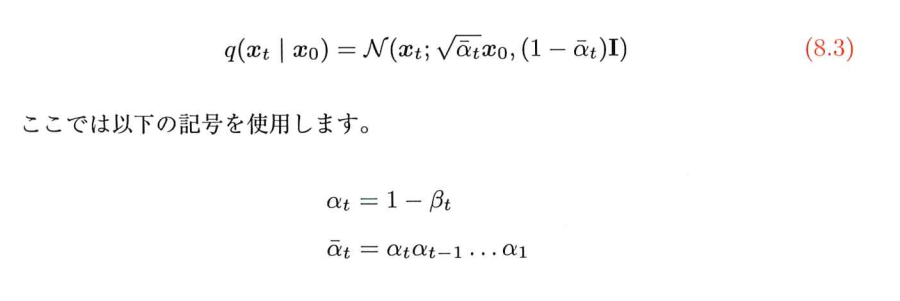 q(x_t | x_0) = 𝒩(x_t; √ᾱ_t x_0, (1 − ᾱ_t)I) (8.3)
ここでは以下の記号を使用します。
α_t = 1 − β_t
ᾱ_t = α_t α_{t−1} … α_1